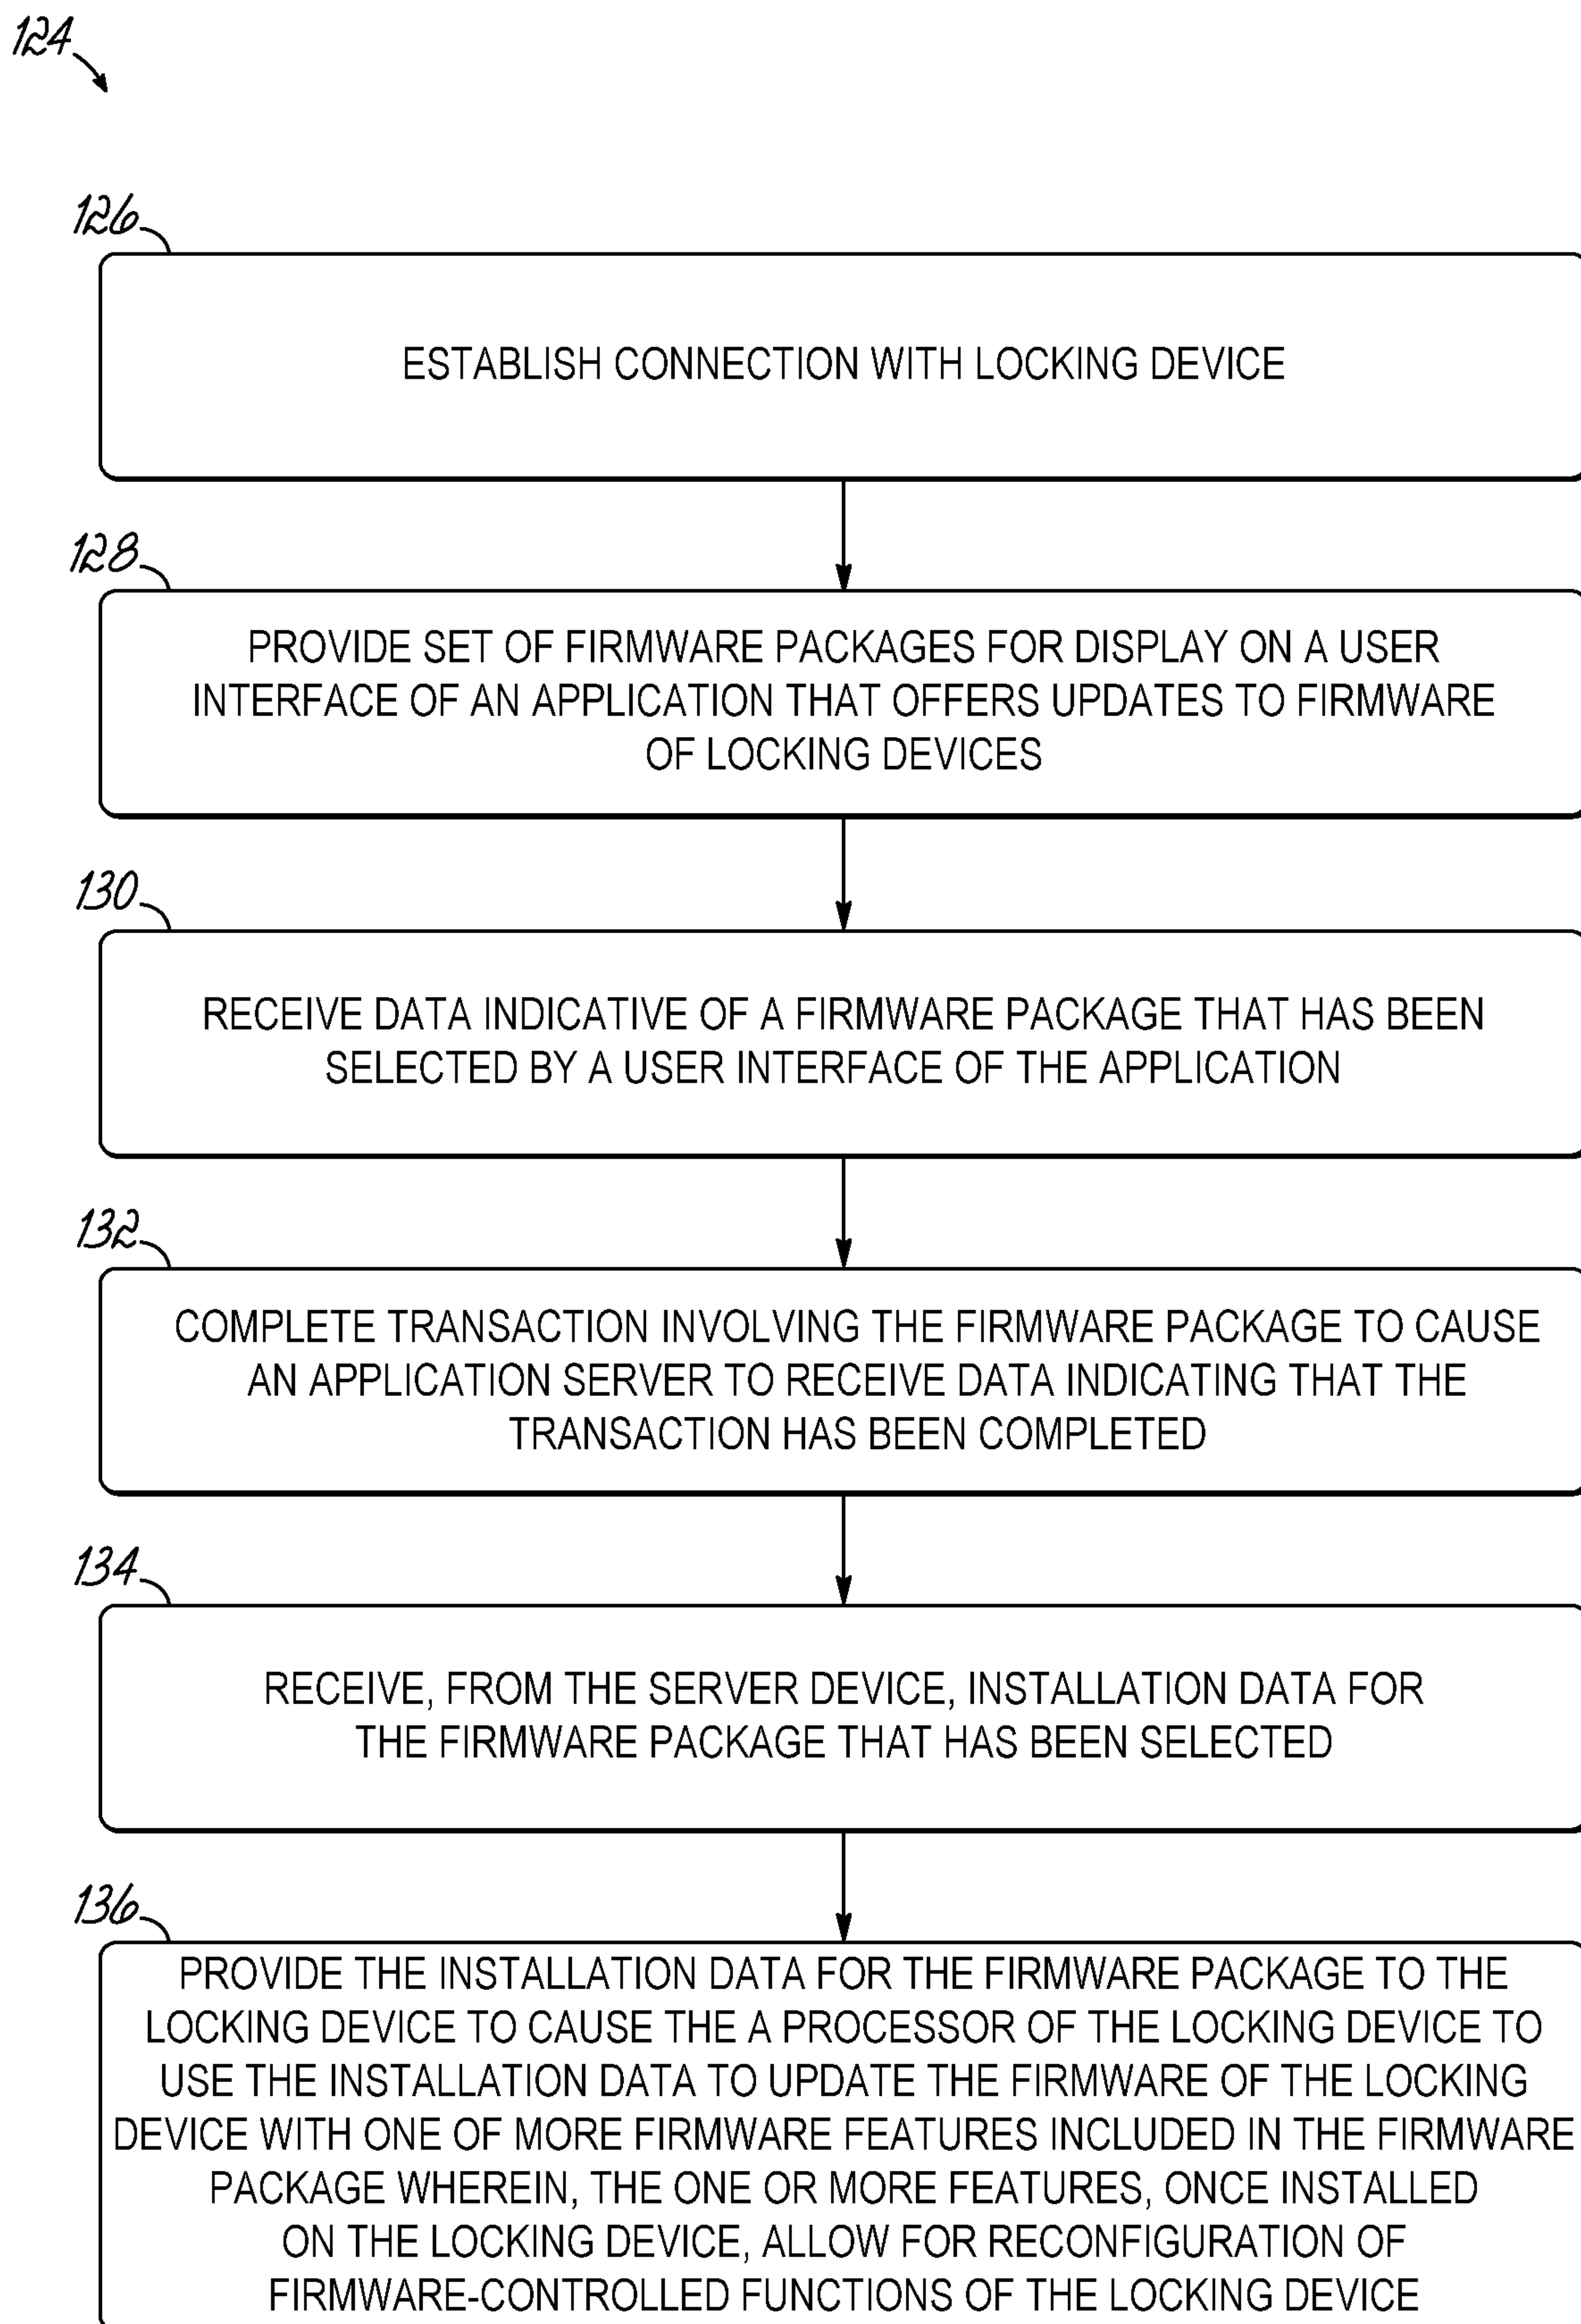 124
126
ESTABLISH CONNECTION WITH LOCKING DEVICE
128
PROVIDE SET OF FIRMWARE PACKAGES FOR DISPLAY ON A USER
INTERFACE OF AN APPLICATION THAT OFFERS UPDATES TO FIRMWARE
OF LOCKING DEVICES
130
RECEIVE DATA INDICATIVE OF A FIRMWARE PACKAGE THAT HAS BEEN
SELECTED BY A USER INTERFACE OF THE APPLICATION
132
COMPLETE TRANSACTION INVOLVING THE FIRMWARE PACKAGE TO CAUSE
AN APPLICATION SERVER TO RECEIVE DATA INDICATING THAT THE
TRANSACTION HAS BEEN COMPLETED
134
RECEIVE, FROM THE SERVER DEVICE, INSTALLATION DATA FOR
THE FIRMWARE PACKAGE THAT HAS BEEN SELECTED
136
PROVIDE THE INSTALLATION DATA FOR THE FIRMWARE PACKAGE TO THE
LOCKING DEVICE TO CAUSE THE A PROCESSOR OF THE LOCKING DEVICE TO
USE THE INSTALLATION DATA TO UPDATE THE FIRMWARE OF THE LOCKING
DEVICE WITH ONE OF MORE FIRMWARE FEATURES INCLUDED IN THE FIRMWARE
PACKAGE WHEREIN, THE ONE OR MORE FEATURES, ONCE INSTALLED
ON THE LOCKING DEVICE, ALLOW FOR RECONFIGURATION OF
FIRMWARE-CONTROLLED FUNCTIONS OF THE LOCKING DEVICE